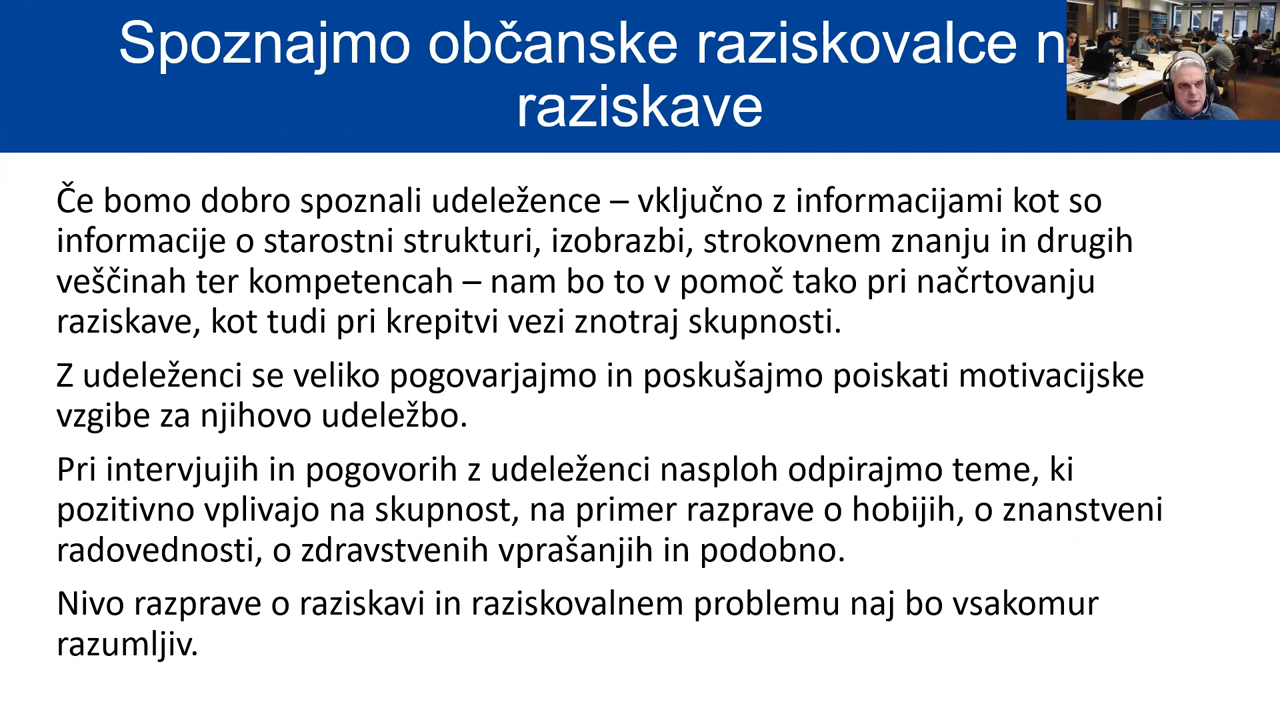 Spoznajmo občanske raziskovalce
raziskave
Če bomo dobro spoznali udeležence – vključno z informacijami kot so
informacije o starostni strukturi, izobrazbi, strokovnem znanju in drugih
veščinah ter kompetencah – nam bo to v pomoč tako pri načrtovanju
raziskave, kot tudi pri krepitvi vezi znotraj skupnosti.
Z udeleženci se veliko pogovarjajmo in poskušajmo poiskati motivacijske
vzgibe za njihovo udeležbo.
Pri intervjujih in pogovorih z udeleženci nasploh odpirajmo teme, ki
pozitivno vplivajo na skupnost, na primer razprave o hobijih, o znanstveni
radovednosti, o zdravstvenih vprašanjih in podobno.
Nivo razprave o raziskavi in raziskovalnem problemu naj bo vsakomur
razumljiv.